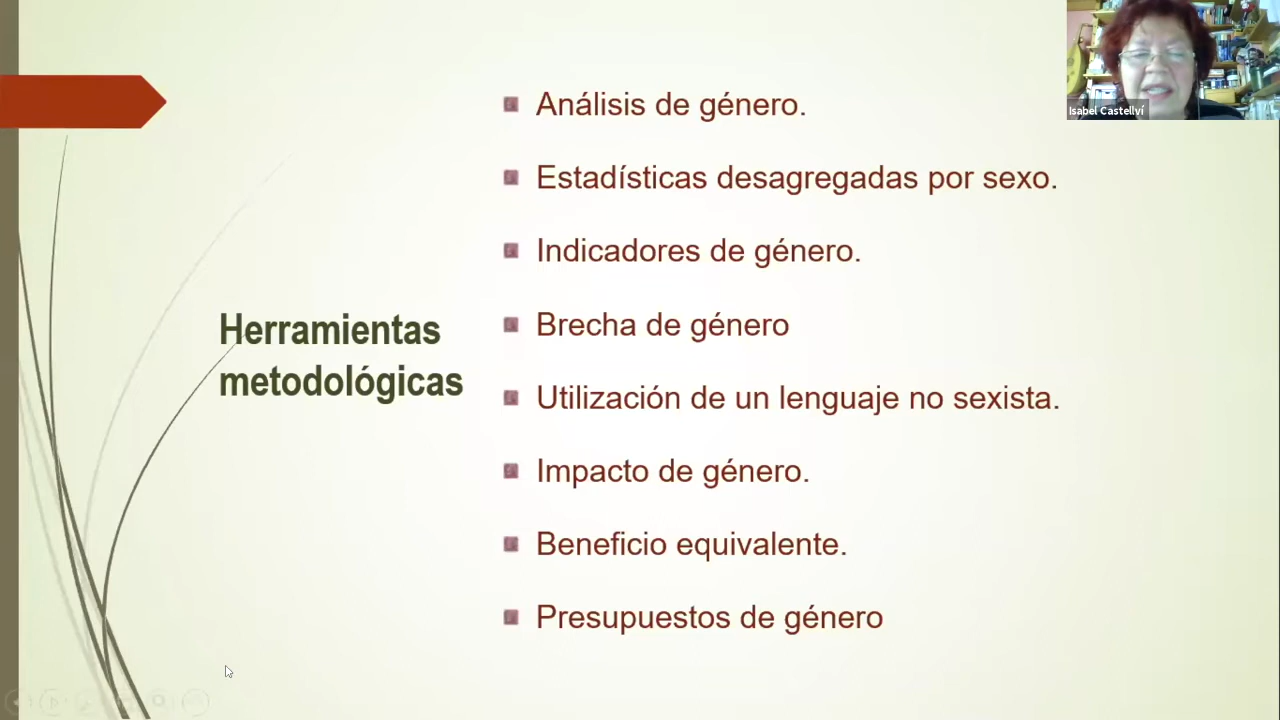 Herramientas
metodológicas
Análisis de género.
Estadísticas desagregadas por sexo.
Indicadores de género.
Brecha de género
Utilización de un lenguaje no sexista.
Impacto de género.
Beneficio equivalente.
Presupuestos de género
Isabel Castellví